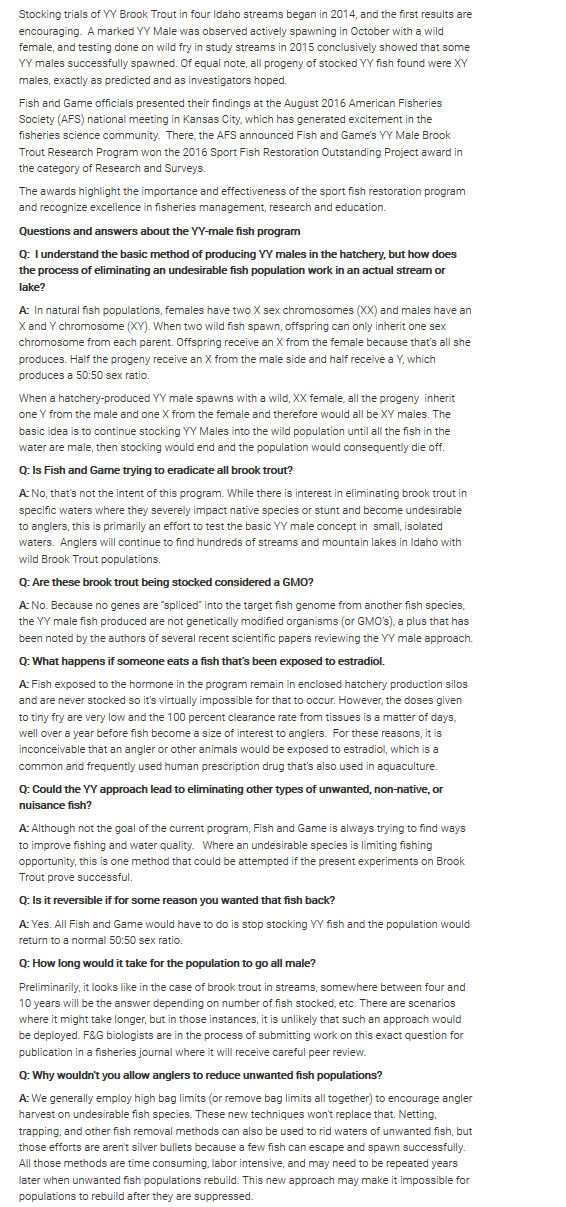 Stocking trials of YY Brook Trout in four Idaho streams began in 2014, and the first results are
encouraging.  A marked YY Male was observed actively spawning in October with a wild
female, and testing done on wild fry in study streams in 2015 conclusively showed that some
YY males successfully spawned. Of equal note, all progeny of stocked YY fish found were XY
males, exactly as predicted and as investigators hoped.
Fish and Game officials presented their findings at the August 2016 American Fisheries
Society (AFS) national meeting in Kansas City, which has generated excitement in the
fisheries science community.  There, the AFS announced Fish and Game's YY Male Brook
Trout Research Program won the 2016 Sport Fish Restoration Outstanding Project award in
the category of Research and Surveys.
The awards highlight the importance and effectiveness of the sport fish restoration program
and recognize excellence in fisheries management, research and education.
Questions and answers about the YY-male fish program
Q:  I understand the basic method of producing YY males in the hatchery, but how does
the process of eliminating an undesirable fish population work in an actual stream or
lake?
A:  In natural fish populations, females have two X sex chromosomes (XX) and males have an
X and Y chromosome (XY). When two wild fish spawn, offspring can only inherit one sex
chromosome from each parent. Offspring receive an X from the female because that's all she
produces. Half the progeny receive an X from the male side and half receive a Y, which
produces a 50:50 sex ratio.
When a hatchery-produced YY male spawns with a wild, XX female, all the progeny  inherit
one Y from the male and one X from the female and therefore would all be XY males. The
basic idea is to continue stocking YY Males into the wild population until all the fish in the
water are male, then stocking would end and the population would consequently die off.
Q: Is Fish and Game trying to eradicate all brook trout?
A: No, that's not the intent of this program. While there is interest in eliminating brook trout in
specific waters where they severely impact native species or stunt and become undesirable
to anglers, this is primarily an effort to test the basic YY male concept in  small, isolated
waters.  Anglers will continue to find hundreds of streams and mountain lakes in Idaho with
wild Brook Trout populations.
Q: Are these brook trout being stocked considered a GMO?
A: No. Because no genes are "spliced" into the target fish genome from another fish species,
the YY male fish produced are not genetically modified organisms (or GMO's), a plus that has
been noted by the authors of several recent scientific papers reviewing the YY male approach.
Q: What happens if someone eats a fish that's been exposed to estradiol.
A: Fish exposed to the hormone in the program remain in enclosed hatchery production silos
and are never stocked so it's virtually impossible for that to occur. However, the doses given
to tiny fry are very low and the 100 percent clearance rate from tissues is a matter of days,
well over a year before fish become a size of interest to anglers.  For these reasons, it is
inconceivable that an angler or other animals would be exposed to estradiol, which is a
common and frequently used human prescription drug that's also used in aquaculture.
Q: Could the YY approach lead to eliminating other types of unwanted, non-native, or
nuisance fish?
A: Although not the goal of the current program, Fish and Game is always trying to find ways
to improve fishing and water quality.   Where an undesirable species is limiting fishing
opportunity, this is one method that could be attempted if the present experiments on Brook
Trout prove successful.
Q: Is it reversible if for some reason you wanted that fish back?
A: Yes. All Fish and Game would have to do is stop stocking YY fish and the population would
return to a normal 50:50 sex ratio.
Q: How long would it take for the population to go all male?
Preliminarily, it looks like in the case of brook trout in streams, somewhere between four and
10 years will be the answer depending on number of fish stocked, etc. There are scenarios
where it might take longer, but in those instances, it is unlikely that such an approach would
be deployed. F&G biologists are in the process of submitting work on this exact question for
publication in a fisheries journal where it will receive careful peer review.
Q: Why wouldn't you allow anglers to reduce unwanted fish populations?
A: We generally employ high bag limits (or remove bag limits all together) to encourage angler
harvest on undesirable fish species. These new techniques won't replace that. Netting,
trapping, and other fish removal methods can also be used to rid waters of unwanted fish, but
those efforts are aren't silver bullets because a few fish can escape and spawn successfully.
All those methods are time consuming, labor intensive, and may need to be repeated years
later when unwanted fish populations rebuild. This new approach may make it impossible for
populations to rebuild after they are suppressed.